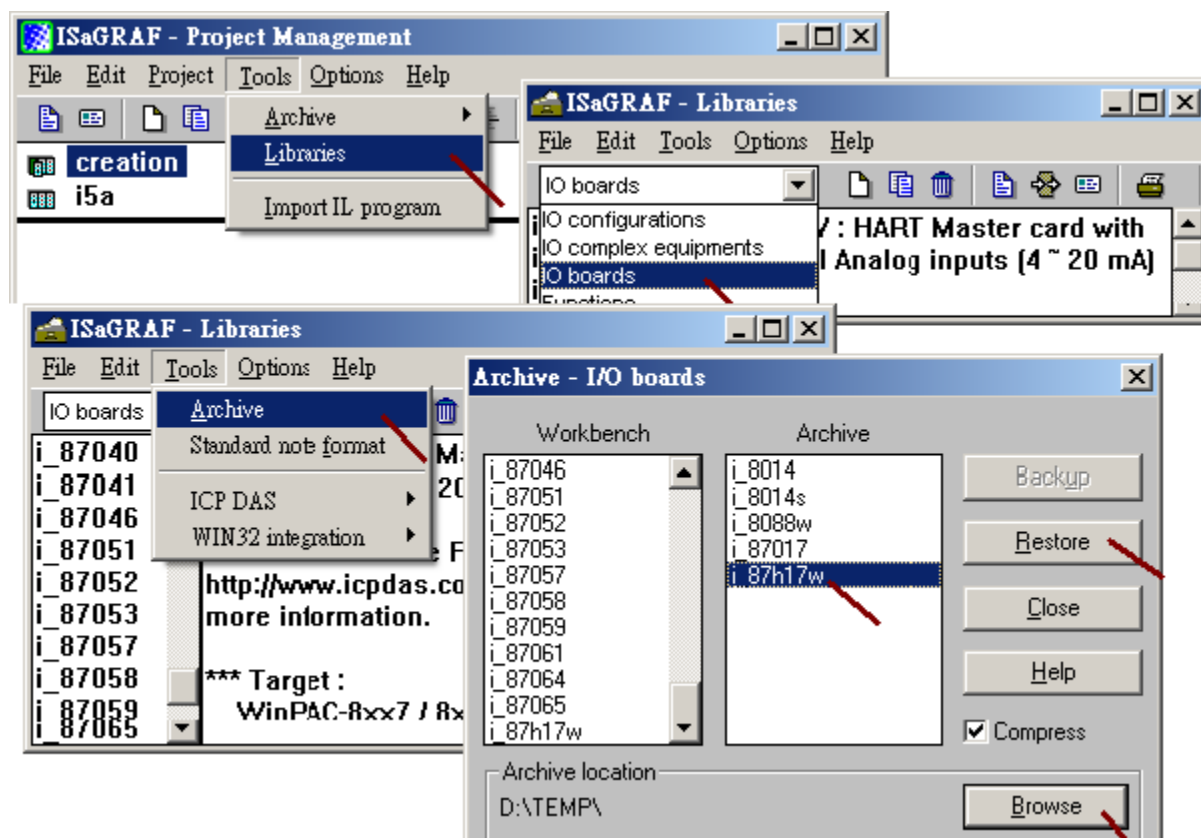 ISaGRAF - Project Management
File Edit Project Tools Options Help
Archive
Libraries
Import IL program
creation
i5a
ISaGRAF - Libraries
File Edit Tools Options Help
IO boards
IO configurations
IO complex equipments
IO boards
Functions
: HART Master card with
Analog inputs (4 ~ 20 mA)
ISaGRAF - Libraries
File Edit Tools Options Help
IO boards
Archive
Standard note format
ICP DAS
WIN32 integration
i_87040
i_87041
i_87046
i_87051
i_87052
i_87053
i_87057
i_87058
i_87059
i_87065
http://www.icpdas.co
more information.
*** Target :
WinPAC-8xx7 / 8x
Archive - I/O boards
Workbench
i_87046
i_87051
i_87052
i_87053
i_87057
i_87058
i_87059
i_87061
i_87064
i_87065
i_87h17w
Archive
i_8014
i_8014s
i_8088w
i_87017
i_87h17w
Backup
Restore
Close
Help
Compress
Archive location
D:\TEMP\
Browse